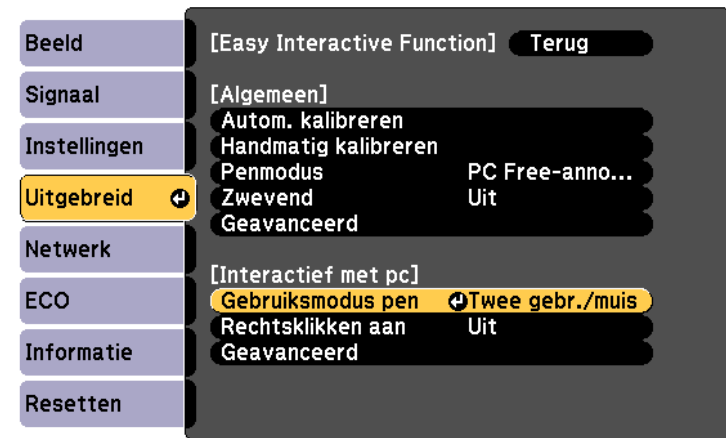 Beeld
Signaal
Instellingen
Uitgebreid
Netwerk
ECO
Informatie
Resetten
[Easy Interactive Function] Terug
[Algemeen]
Autom. kalibreren
Handmatig kalibreren
Penmodus PC Free-anno...
Zwevend Uit
Geavanceerd
[Interactief met pc]
Gebruiksmodus pen Twee gebr./muis
Rechtsklikken aan Uit
Geavanceerd